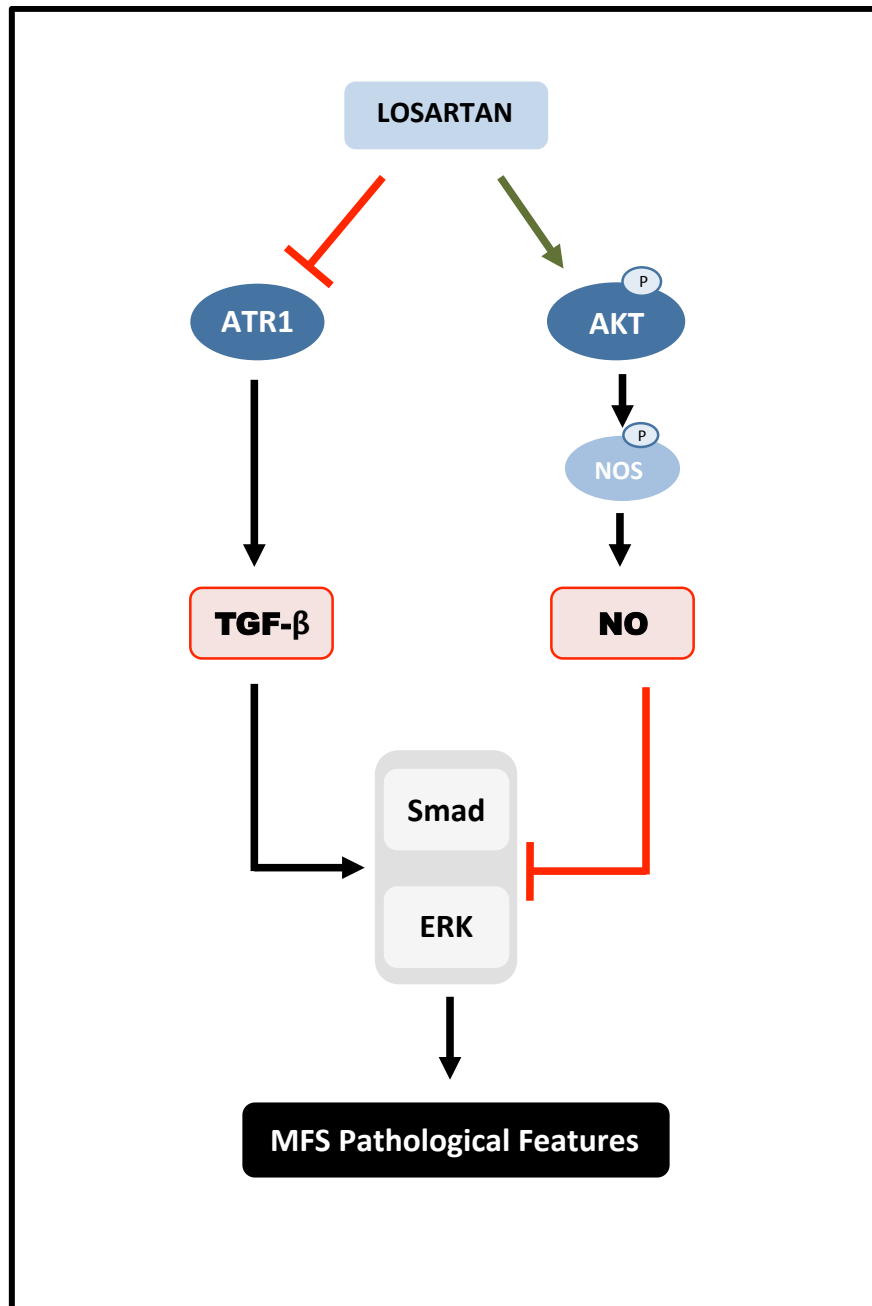 LOSARTAN
P
ATR1
AKT
P
NOS
TGF-β
NO
Smad
ERK
MFS Pathological Features